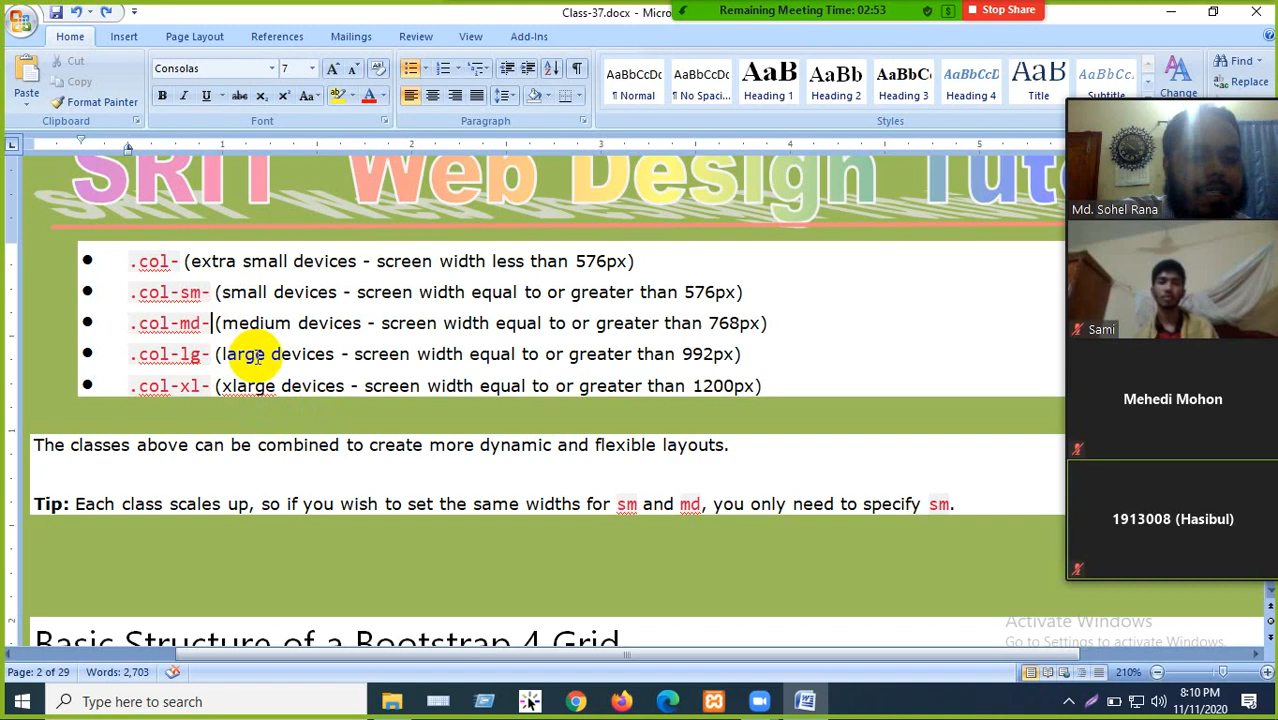 Class-37.docx - Micro
Remaining Meeting Time: 02:53
Stop Share
Home Insert Page Layout References Mailings Review View Add-Ins
Cut
Copy
Paste
Format Painter
Clipboard
Consolas
7
Font
Paragraph
AaBbCcDc
¶ Normal
AaBbCcDc
¶ No Spaci...
AaB
Heading 1
AaBb
Heading 2
AaBbC
Heading 3
AaBbCcD
Heading 4
AaB
Title
AaBbCcD
Subtitle
Change
Styles
Find
Replace
SRIT Web Design Tut
.col- (extra small devices - screen width less than 576px)
.col-sm- (small devices - screen width equal to or greater than 576px)
.col-md- (medium devices - screen width equal to or greater than 768px)
.col-lg- (large devices - screen width equal to or greater than 992px)
.col-xl- (xlarge devices - screen width equal to or greater than 1200px)
The classes above can be combined to create more dynamic and flexible layouts.
Tip: Each class scales up, so if you wish to set the same widths for sm and md, you only need to specify sm.
Basic Structure of a Bootstrap 4 Grid
Md. Sohel Rana
Sami
Mehedi Mohon
1913008 (Hasibul)
Activate Windows
Go to Settings to activate Windows.
Page: 2 of 29 Words: 2,703
210%
Type here to search
8:10 PM
11/11/2020